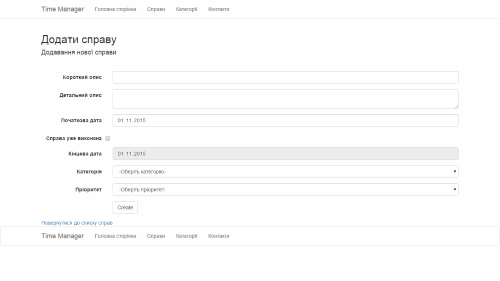 Time Manager Головна сторінка Справи Категорії Контакти
Додати справу
Додавання нової справи
Короткий опис
Детальний опис
Початкова дата 01.11.2015
Справа уже виконана
Кінцева дата 01.11.2015
Категорія -Оберіть категорію-
Пріоритет -Оберіть пріоритет-
Create
Повернутися до списку справ
Time Manager Головна сторінка Справи Категорії Контакти